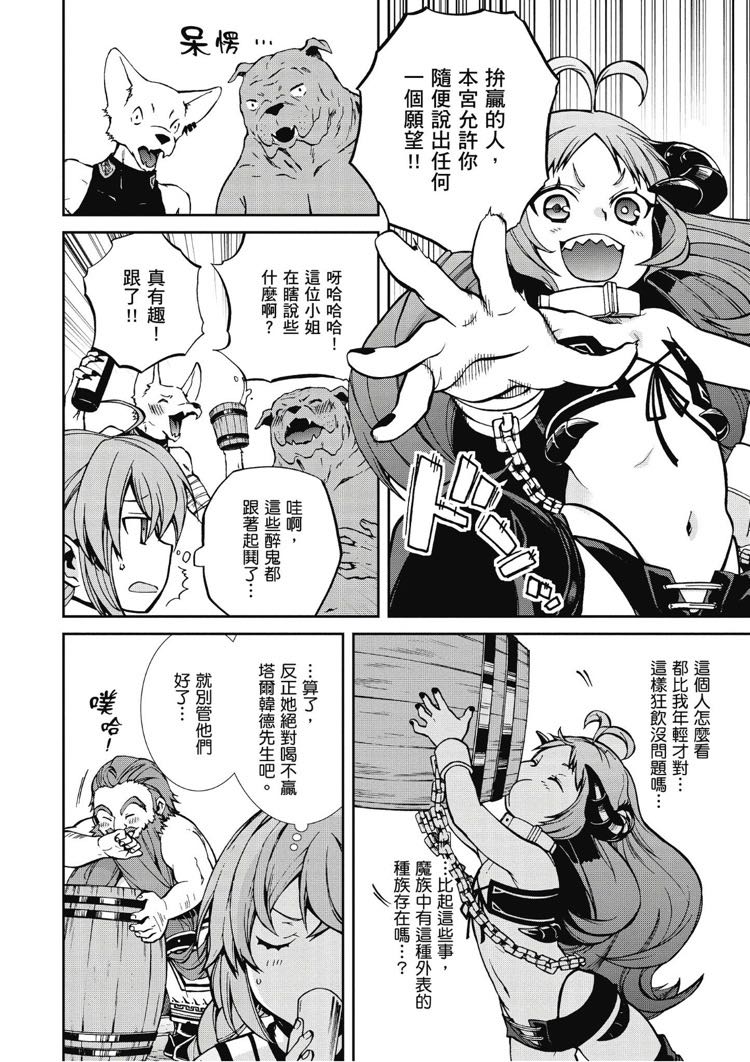 拚贏的人，
本宮允許你
隨便說出任何
一個願望!!
呆愣…
呀哈哈哈！
這位小姐
在瞎說些
什麼啊？
真有趣！
跟了!!
哇啊，
這些醉鬼都
跟著起鬨了…
這個人怎麼看
都比我年輕才對…
這樣狂飲沒問題嗎…
…比起這些事，
魔族中有這種外表的
種族存在嗎…？
…算了，
反正她絕對喝不贏
塔爾韓德先生吧。
就別管他們
好了…
噗哈！